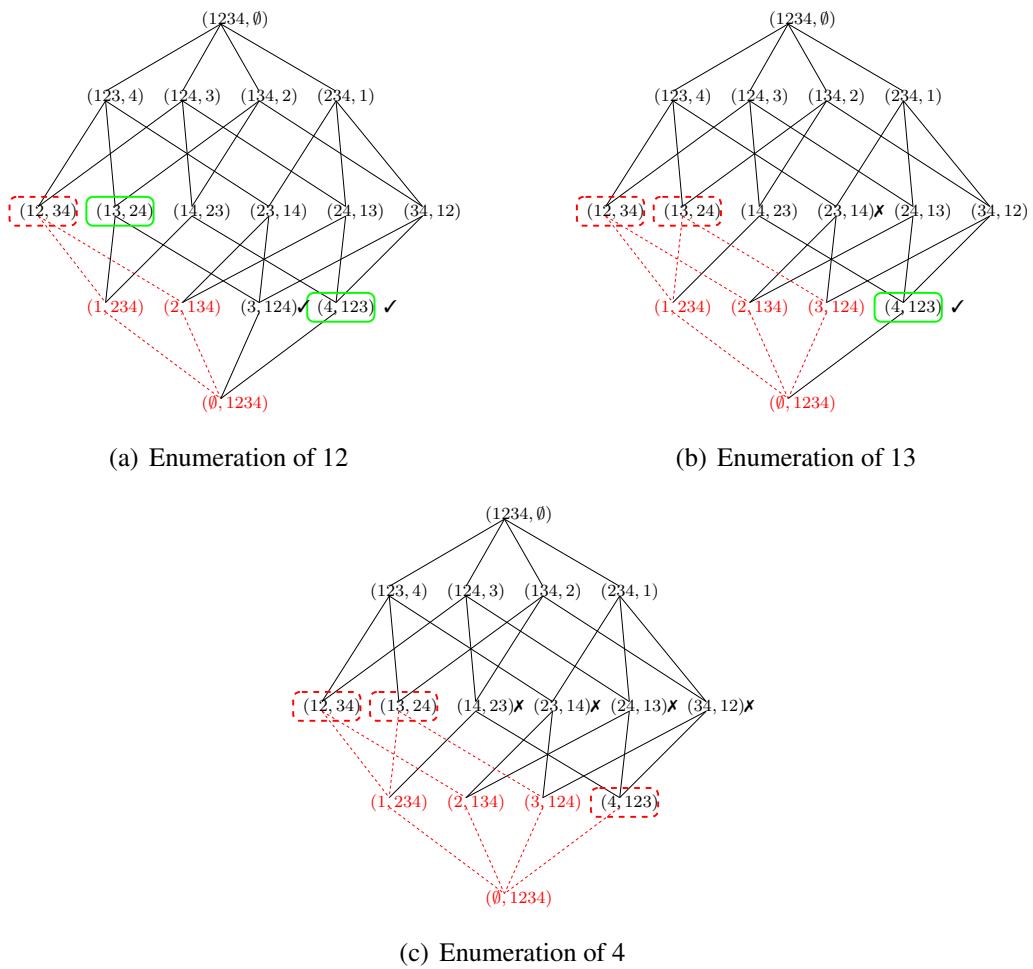 (1234, ∅) (1234, ∅)
(123, 4) (124, 3) (134, 2) (234, 1) (123, 4) (124, 3) (134, 2) (234, 1)
(12, 34) (13, 24) (14, 23) (23, 14) (24, 13) (34, 12) (12, 34) (13, 24) (14, 23) (23, 14)✗ (24, 13) (34, 12)
(1, 234) (2, 134) (3, 124)✓ (4, 123) ✓ (1, 234) (2, 134) (3, 124) (4, 123) ✓
(∅, 1234) (∅, 1234)
(a) Enumeration of 12 (b) Enumeration of 13
(1234, ∅)
(123, 4) (124, 3) (134, 2) (234, 1)
(12, 34) (13, 24) (14, 23)✗ (23, 14)✗ (24, 13)✗ (34, 12)✗
(1, 234) (2, 134) (3, 124) (4, 123)
(∅, 1234)
(c) Enumeration of 4